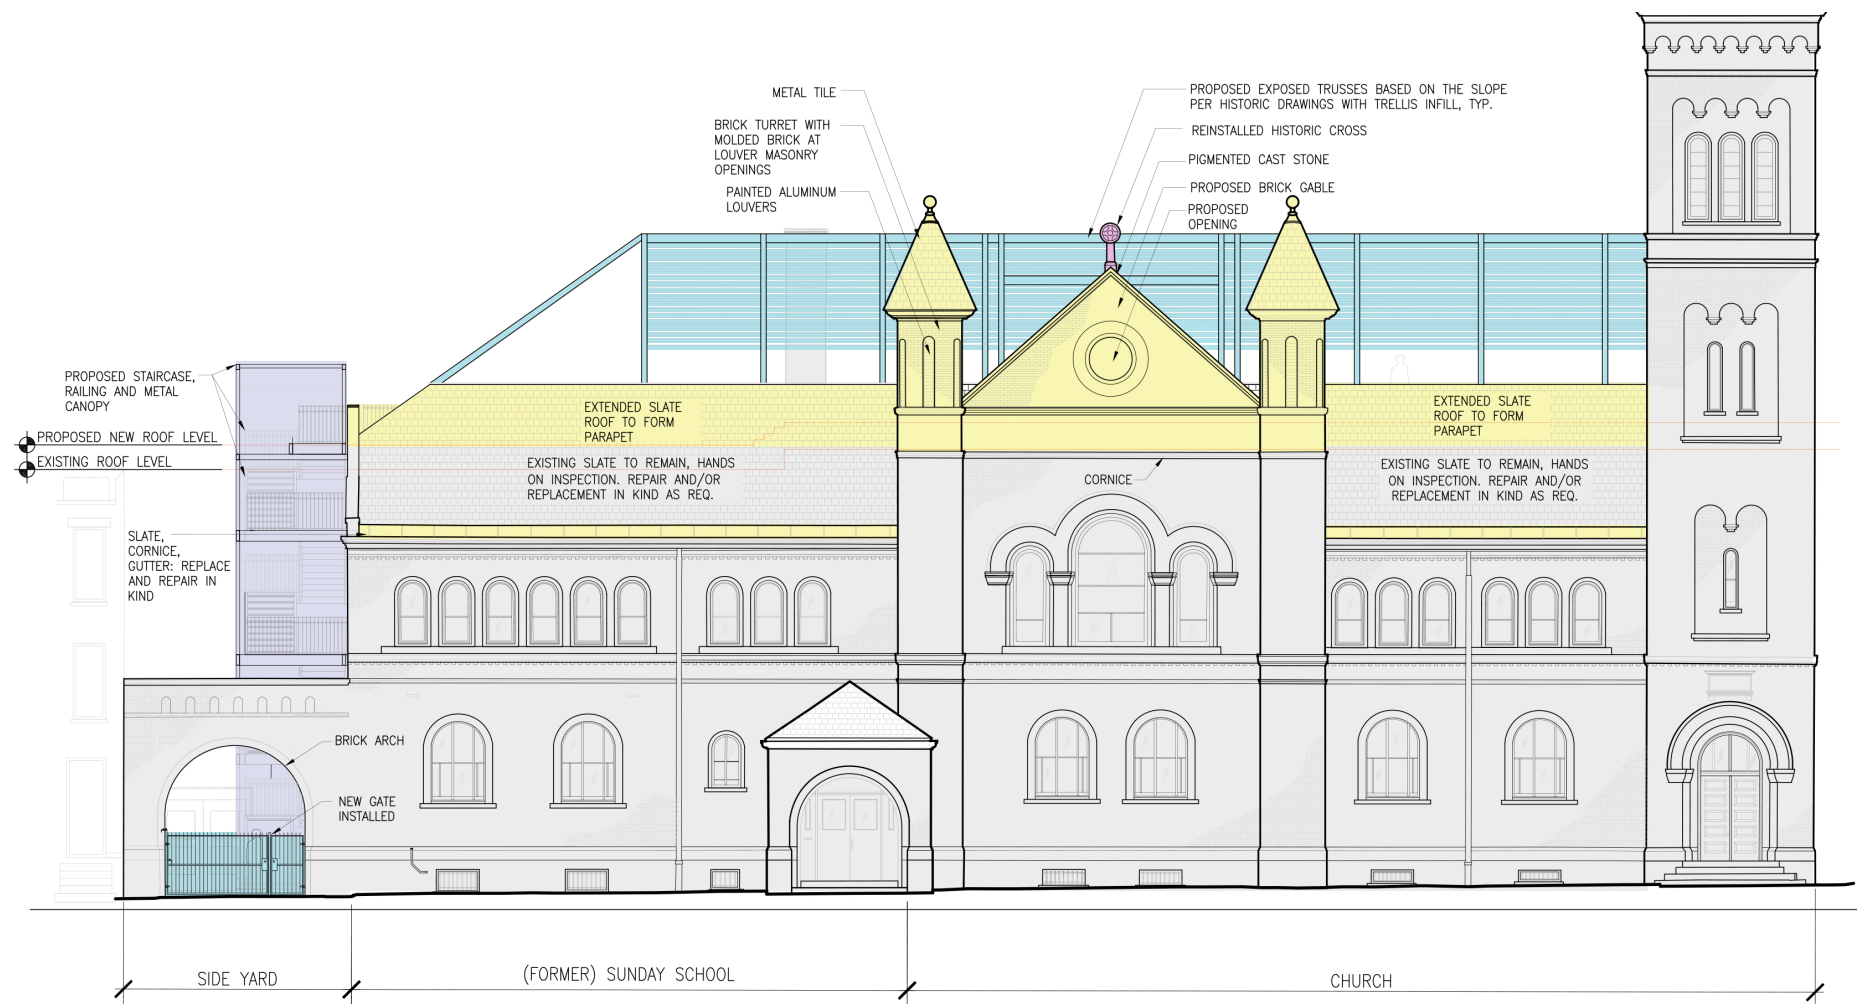 METAL TILE
BRICK TURRET WITH
MOLDED BRICK AT
LOUVER MASONRY
OPENINGS
PAINTED ALUMINUM
LOUVERS
PROPOSED EXPOSED TRUSSES BASED ON THE SLOPE
PER HISTORIC DRAWINGS WITH TRELLIS INFILL, TYP.
REINSTALLED HISTORIC CROSS
PIGMENTED CAST STONE
PROPOSED BRICK GABLE
PROPOSED
OPENING
PROPOSED STAIRCASE,
RAILING AND METAL
CANOPY
PROPOSED NEW ROOF LEVEL
EXISTING ROOF LEVEL
EXTENDED SLATE
ROOF TO FORM
PARAPET
EXTENDED SLATE
ROOF TO FORM
PARAPET
EXISTING SLATE TO REMAIN, HANDS
ON INSPECTION. REPAIR AND/OR
REPLACEMENT IN KIND AS REQ.
CORNICE
EXISTING SLATE TO REMAIN, HANDS
ON INSPECTION. REPAIR AND/OR
REPLACEMENT IN KIND AS REQ.
SLATE,
CORNICE,
GUTTER: REPLACE
AND REPAIR IN
KIND
BRICK ARCH
NEW GATE
INSTALLED
SIDE YARD
(FORMER) SUNDAY SCHOOL
CHURCH